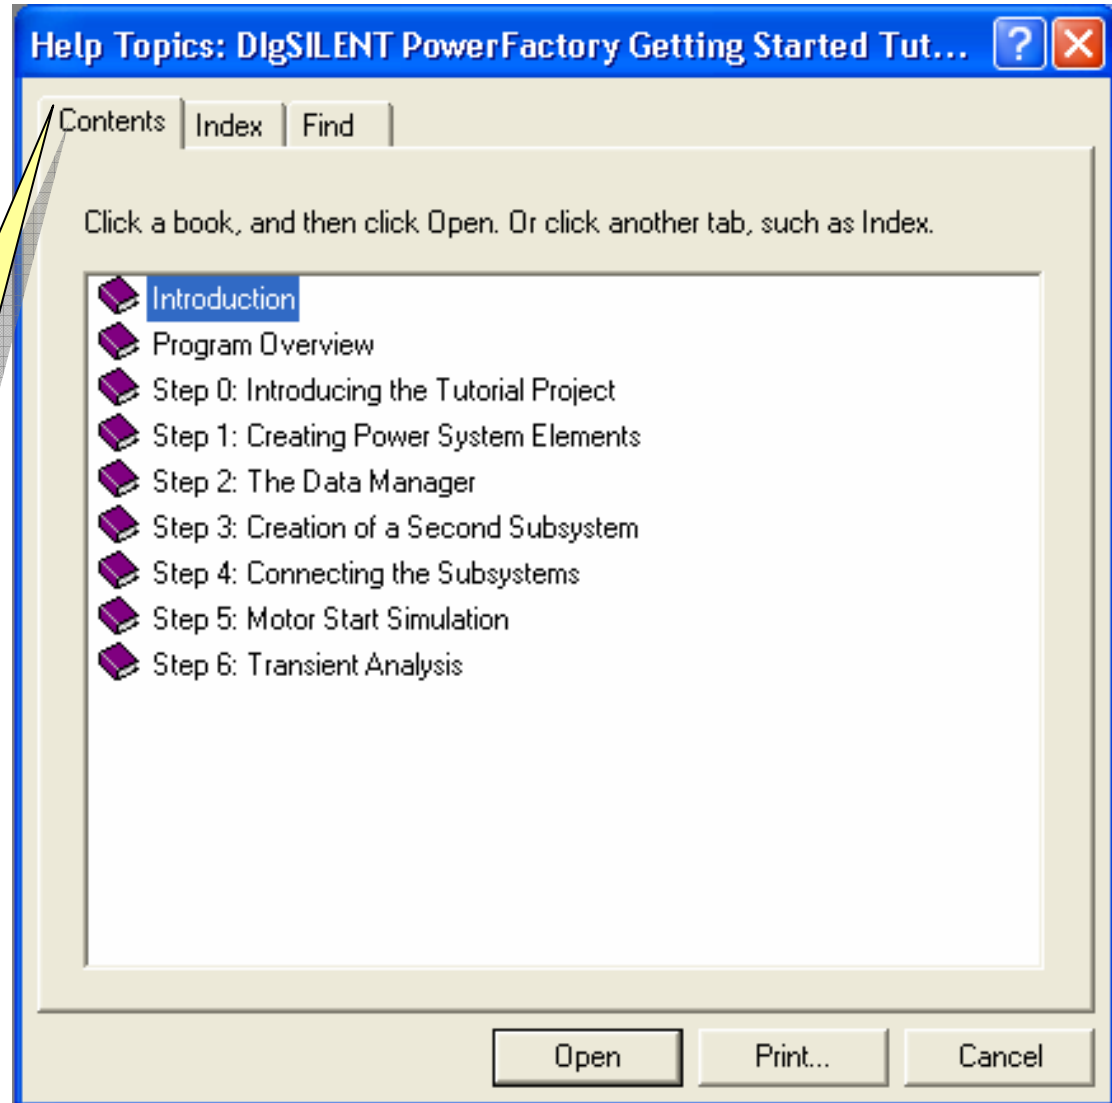 Help Topics: DIgSILENT PowerFactory Getting Started Tut...
Contents Index Find
Click a book, and then click Open. Or click another tab, such as Index.
Introduction
Program Overview
Step 0: Introducing the Tutorial Project
Step 1: Creating Power System Elements
Step 2: The Data Manager
Step 3: Creation of a Second Subsystem
Step 4: Connecting the Subsystems
Step 5: Motor Start Simulation
Step 6: Transient Analysis
Open Print... Cancel